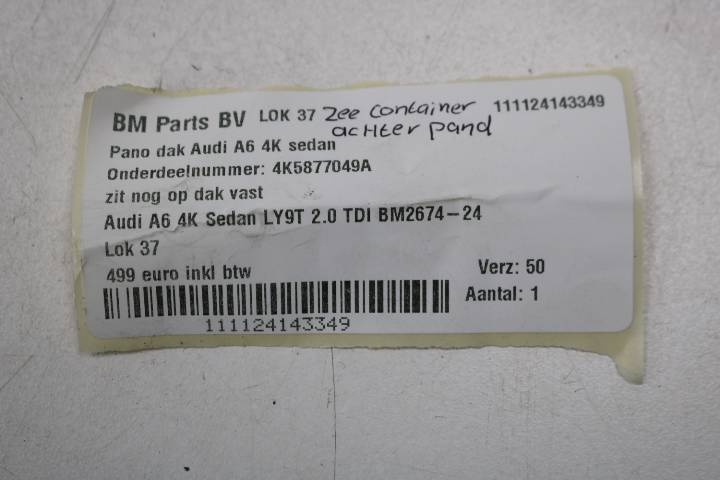 BM Parts BV LOK 37 Zee container 111124143349
achter pand
Pano dak Audi A6 4K sedan
Onderdeelnummer: 4K5877049A
zit nog op dak vast
Audi A6 4K Sedan LY9T 2.0 TDI BM2674-24
Lok 37
499 euro inkl btw Verz: 50
Aantal: 1
111124143349